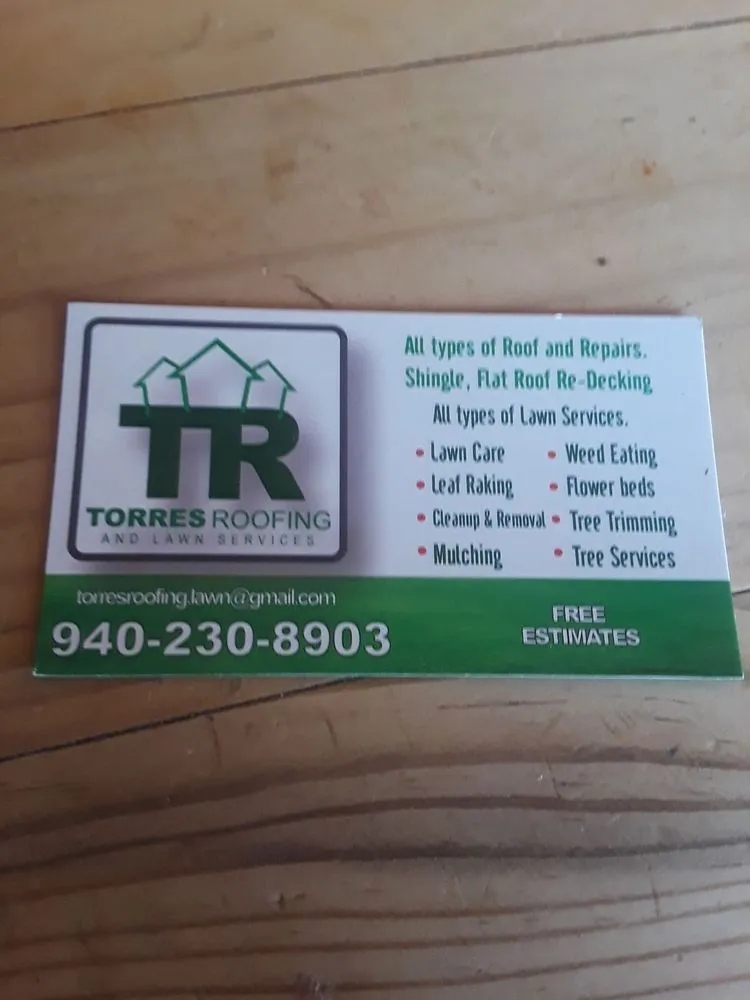 TR
TORRES ROOFING
AND LAWN SERVICES
All types of Roof and Repairs.
Shingle, Flat Roof Re-Decking
All types of Lawn Services.
• Lawn Care
• Leaf Raking
• Cleanup & Removal
• Mulching
• Weed Eating
• Flower beds
• Tree Trimming
• Tree Services
torresroofing.lawn@gmail.com
940-230-8903
FREE
ESTIMATES